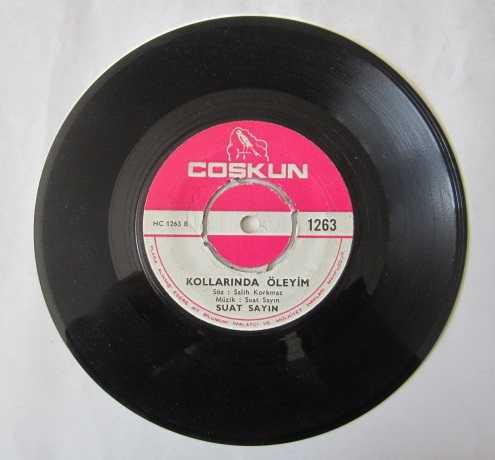 COŞKUN
HC 1263 B
1263
KOLLARINDA ÖLEYİM
Söz : Salih Korkmaz
Müzik : Suat Sayın
SUAT SAYIN